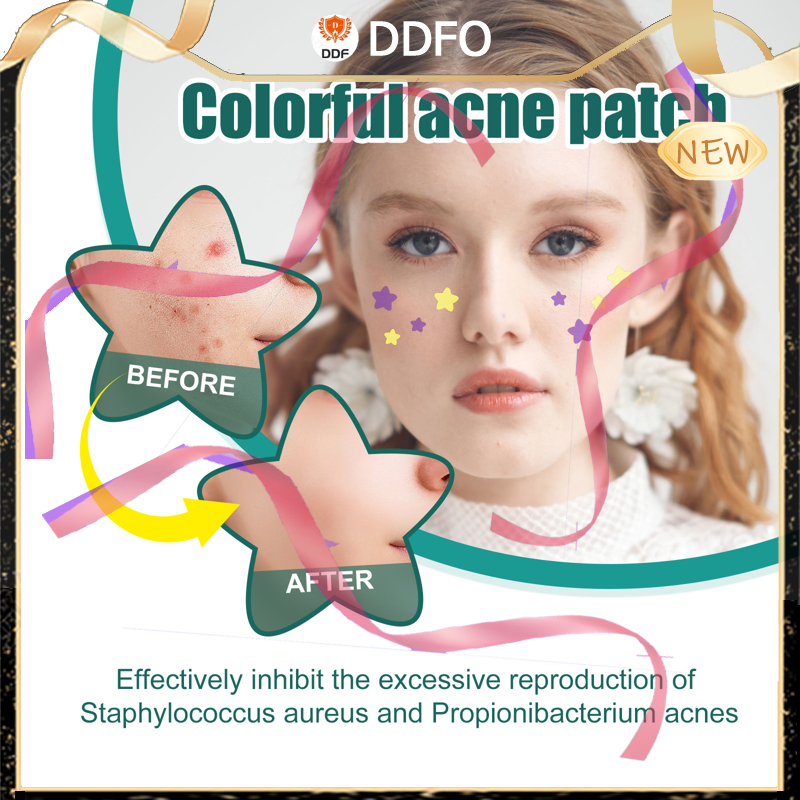 DDF
DDFO
Colorful acne patch
NEW
BEFORE
AFTER
Effectively inhibit the excessive reproduction of
Staphylococcus aureus and Propionibacterium acnes